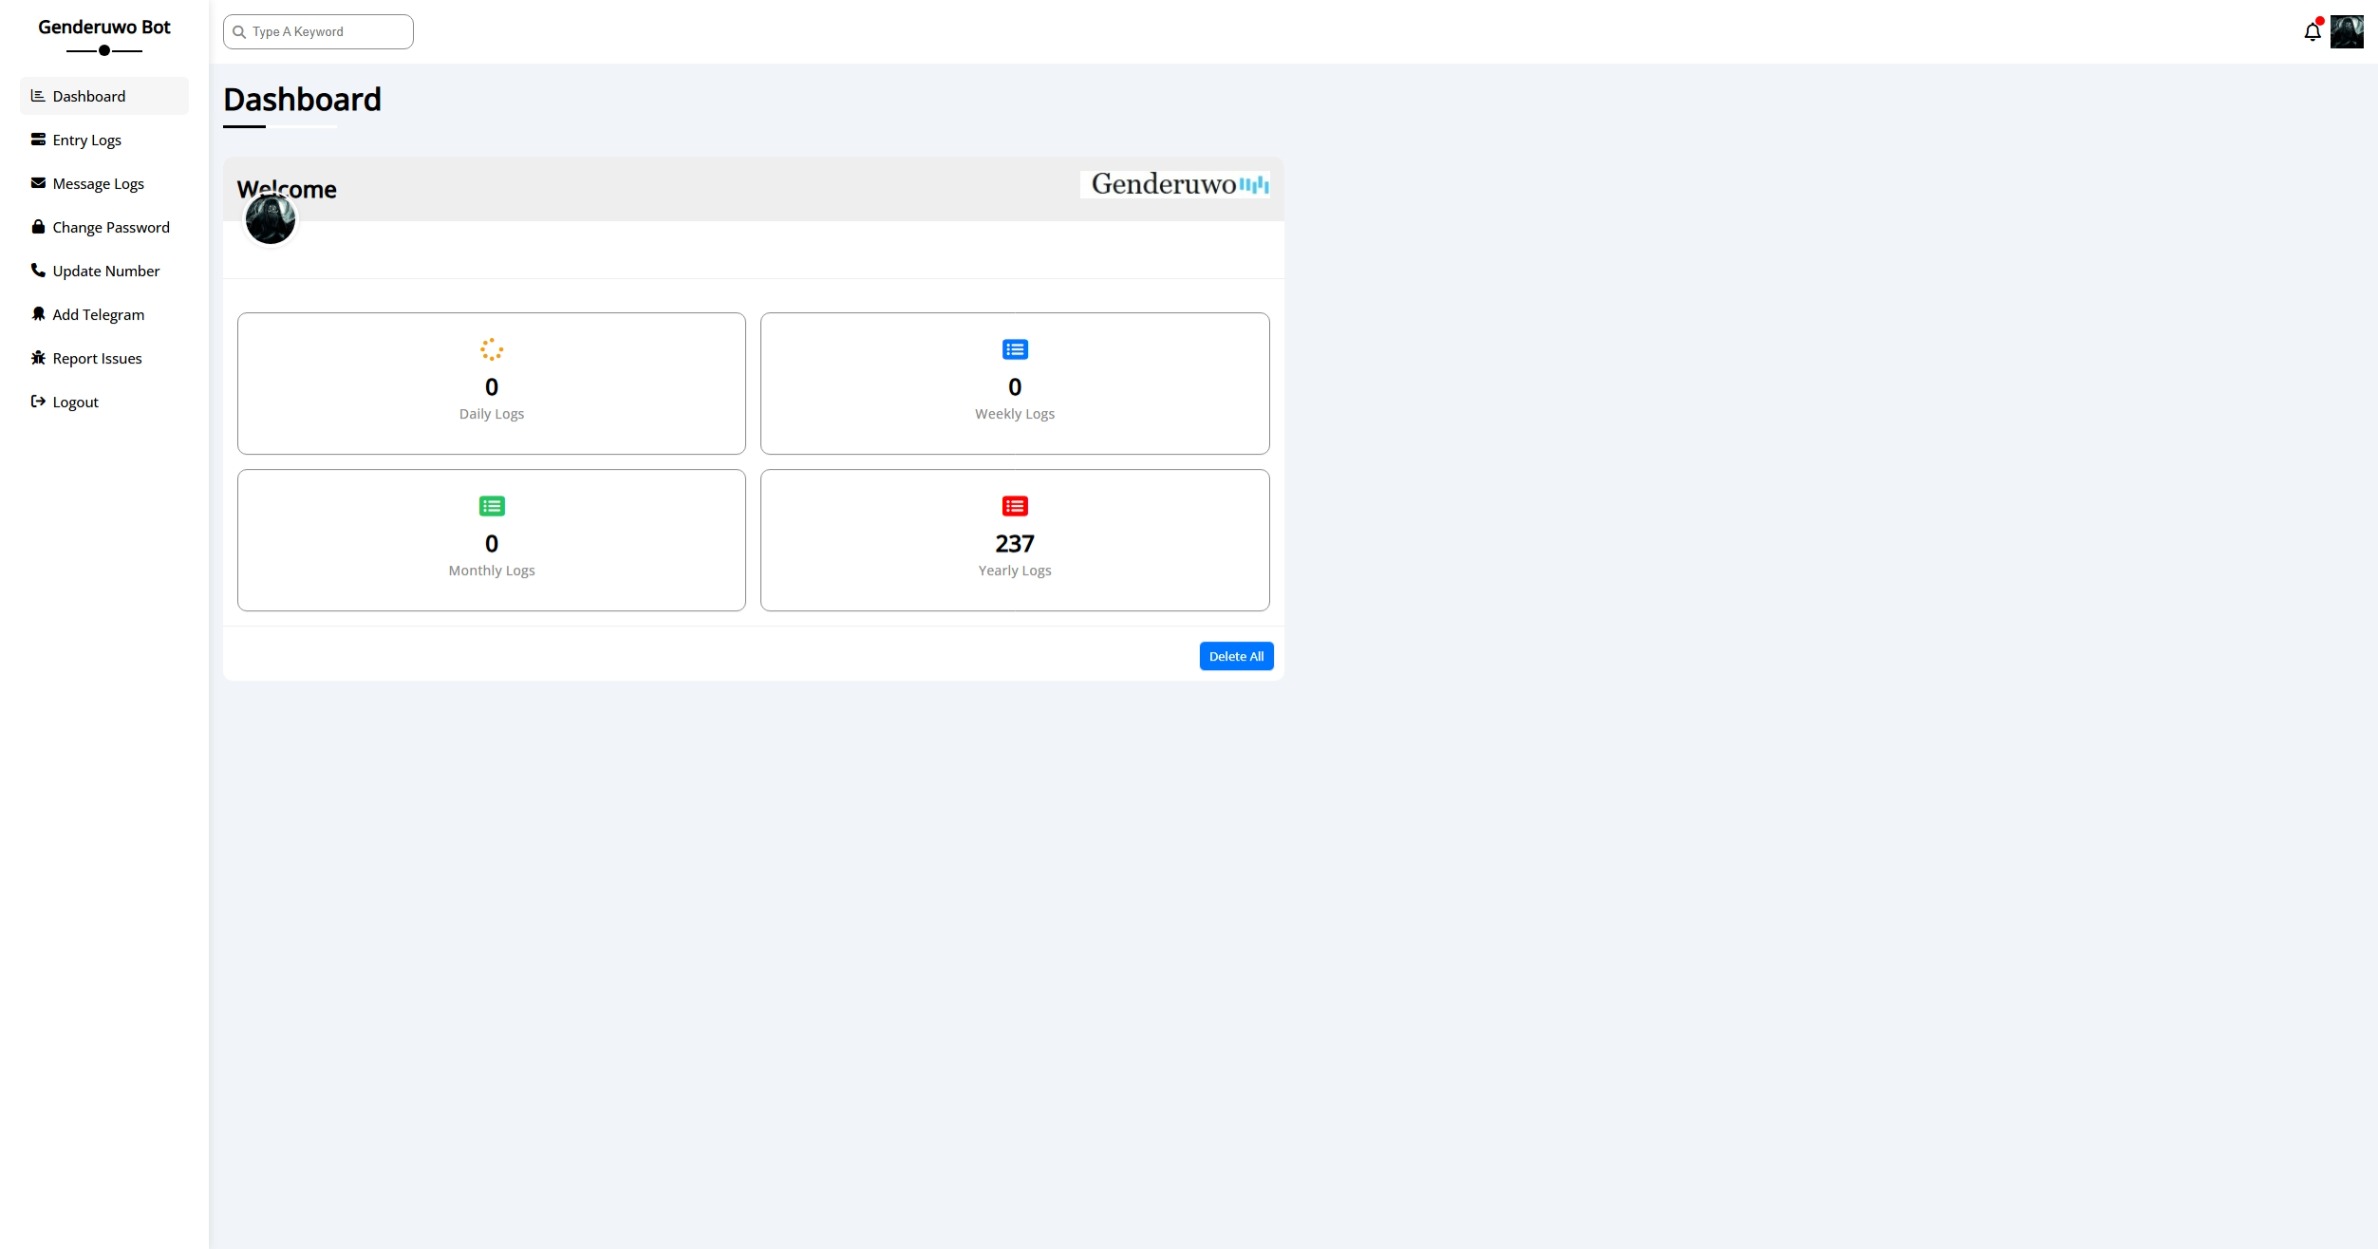 Genderuwo Bot
Type A Keyword
Dashboard
Entry Logs
Message Logs
Change Password
Update Number
Add Telegram
Report Issues
Logout
Dashboard
Welcome
Genderuwo
0
Daily Logs
0
Weekly Logs
0
Monthly Logs
237
Yearly Logs
Delete All